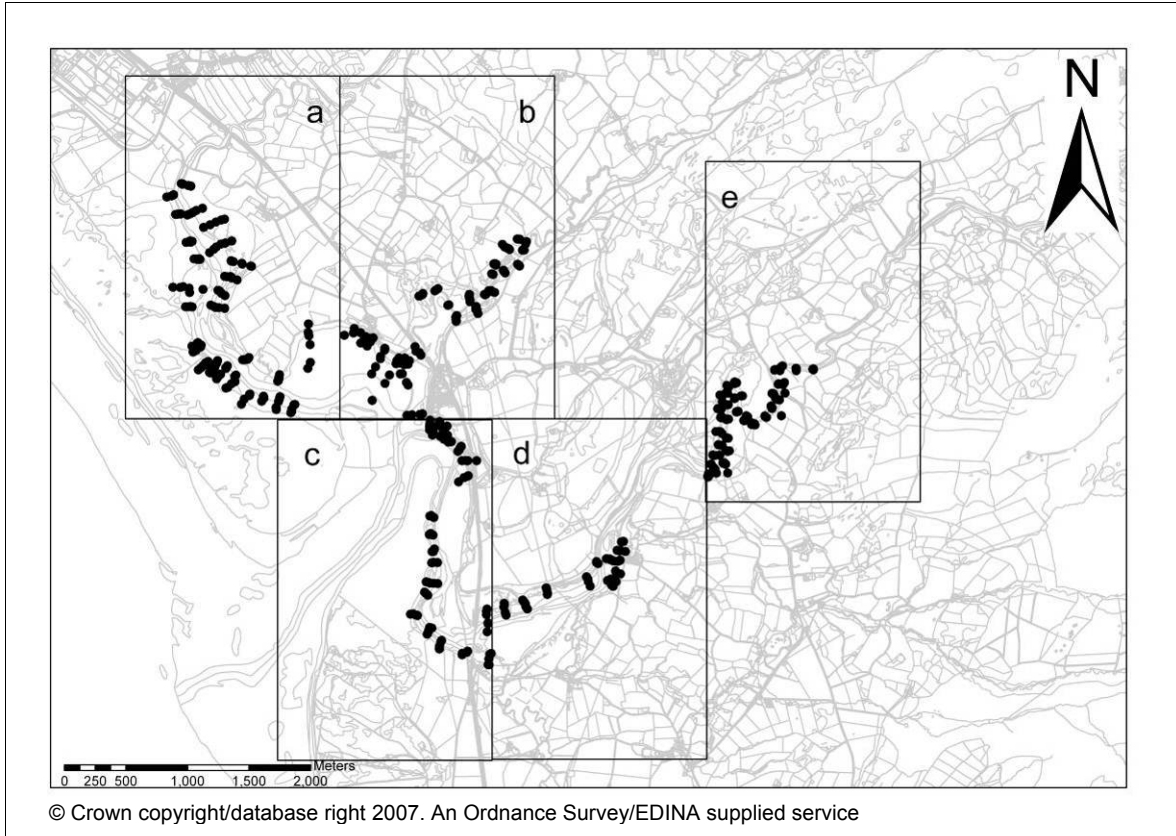 N
a
b
e
c
d
Meters
0 250 500 1,000 1,500 2,000
© Crown copyright/database right 2007. An Ordnance Survey/EDINA supplied service